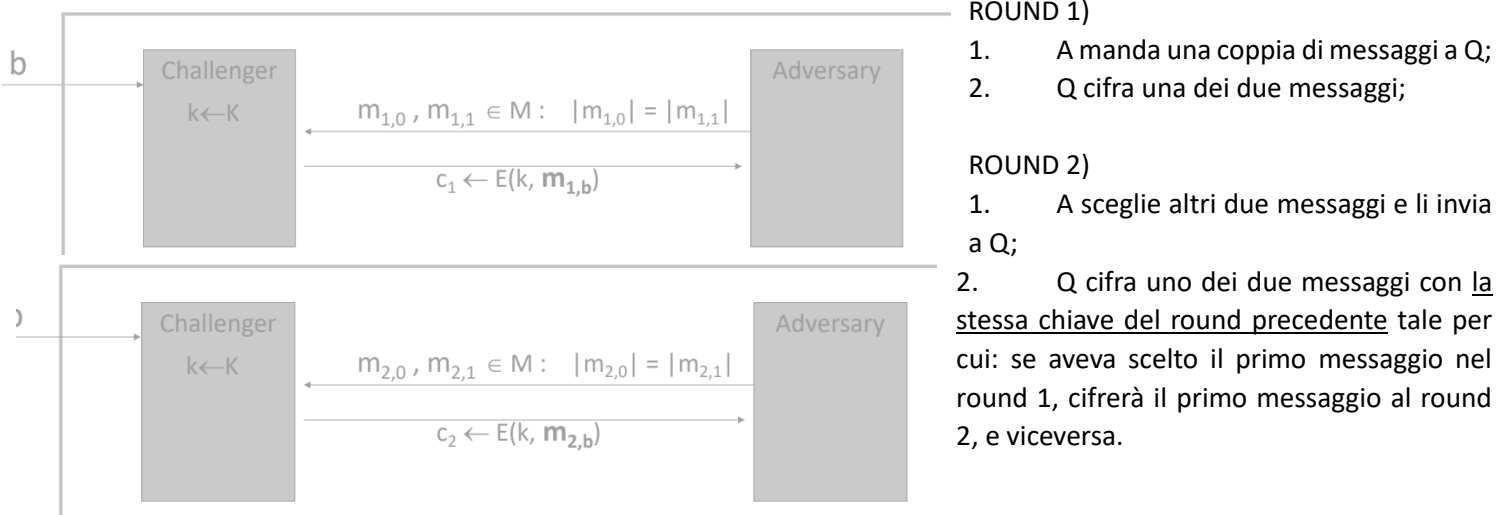 ROUND 1)
1. A manda una coppia di messaggi a Q;
2. Q cifra una dei due messaggi;
b
Challenger
Adversary
k←K
m1,0 , m1,1 ∈ M : |m1,0| = |m1,1|
c1 ← E(k, m1,b)
ROUND 2)
1. A sceglie altri due messaggi e li invia
a Q;
2. Q cifra uno dei due messaggi con la
stessa chiave del round precedente tale per
cui: se aveva scelto il primo messaggio nel
round 1, cifrerà il primo messaggio al round
2, e viceversa.
Challenger
Adversary
k←K
m2,0 , m2,1 ∈ M : |m2,0| = |m2,1|
c2 ← E(k, m2,b)